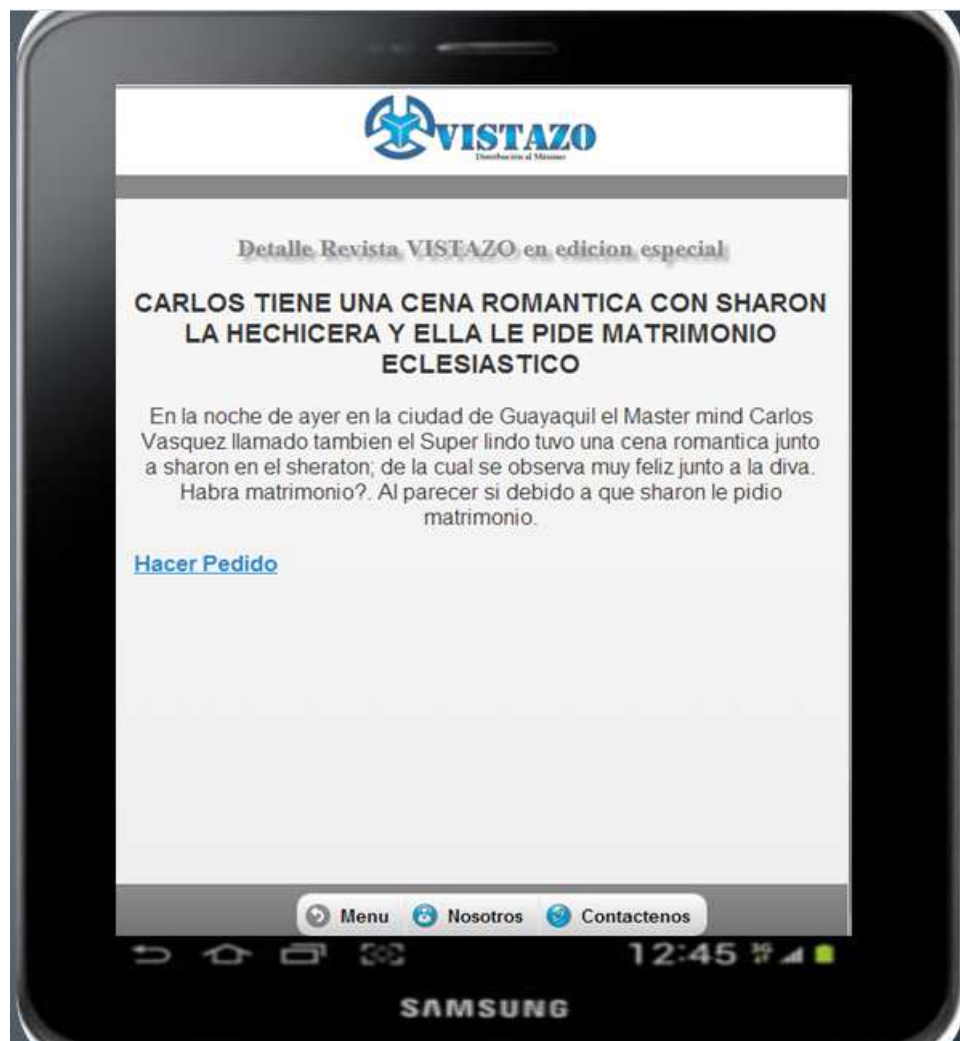 VISTAZO
Distribución al Máximo
Detalle Revista VISTAZO en edicion especial
CARLOS TIENE UNA CENA ROMANTICA CON SHARON
LA HECHICERA Y ELLA LE PIDE MATRIMONIO
ECLESIASTICO
En la noche de ayer en la ciudad de Guayaquil el Master mind Carlos
Vasquez llamado tambien el Super lindo tuvo una cena romantica junto
a sharon en el sheraton; de la cual se observa muy feliz junto a la diva.
Habra matrimonio?. Al parecer si debido a que sharon le pidio
matrimonio.
Hacer Pedido
Menu Nosotros Contactenos
12:45 3G
SAMSUNG